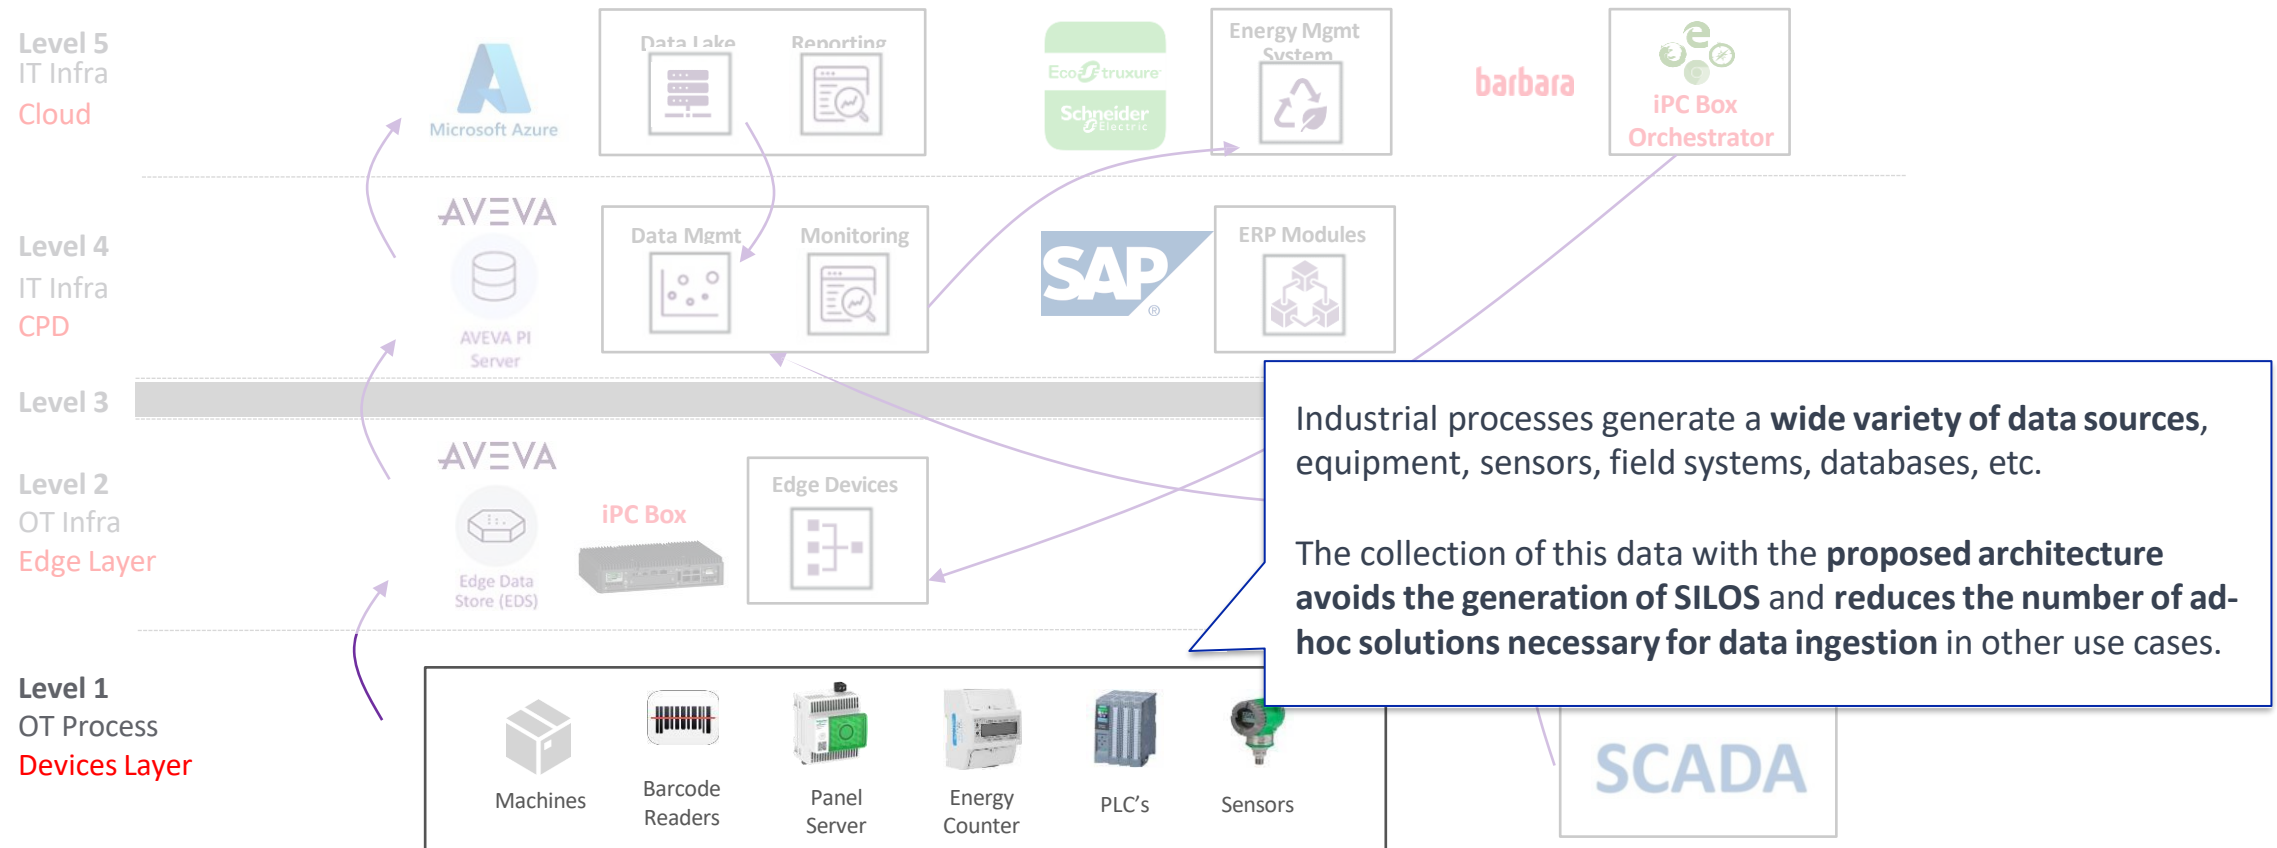 Level 5
IT Infra
Cloud
Microsoft Azure
Data Lake
Reporting
EcoStruxure
Schneider
Electric
Energy Mgmt
System
barbara
iPC Box
Orchestrator
Level 4
IT Infra
CPD
AVEVA
AVEVA PI
Server
Data Mgmt
Monitoring
SAP
®
ERP Modules
Level 3
Level 2
OT Infra
Edge Layer
AVEVA
Edge Data
Store (EDS)
iPC Box
Edge Devices
Industrial processes generate a wide variety of data sources,
equipment, sensors, field systems, databases, etc.
The collection of this data with the proposed architecture
avoids the generation of SILOS and reduces the number of ad-
hoc solutions necessary for data ingestion in other use cases.
Level 1
OT Process
Devices Layer
Machines
Barcode
Readers
Panel
Server
Energy
Counter
PLC’s
Sensors
SCADA